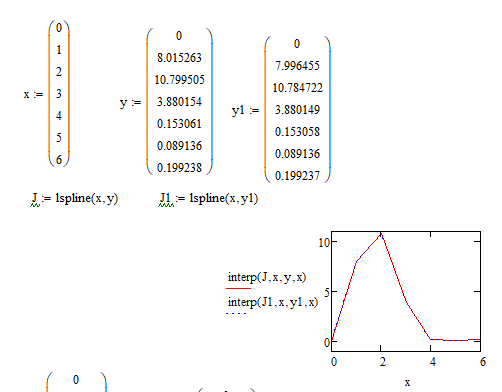 x :=
0
1
2
3
4
5
6
y :=
0
8.015263
10.799505
3.880154
0.153061
0.089136
0.199238
y1 :=
0
7.996455
10.784722
3.880149
0.153058
0.089136
0.199237
J := lspline(x,y)
J1 := lspline(x,y1)
interp(J,x,y,x)
interp(J1,x,y1,x)
10
5
0
0 2 4 6
x
0